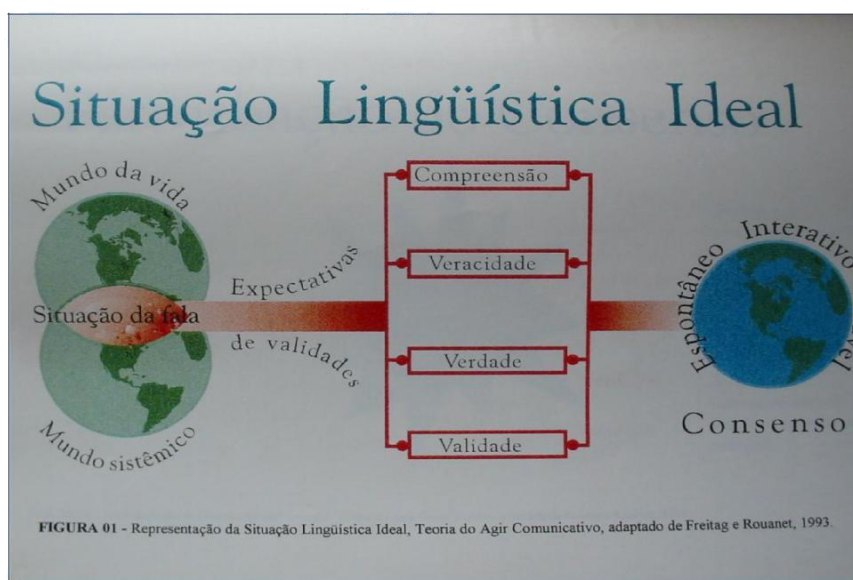 Situação Lingüística Ideal
Mundo da vida
Situação da fala
Mundo sistêmico
Expectativas
de validades
Compreensão
Veracidade
Verdade
Validade
Espontâneo
Interativo
Consenso
FIGURA 01 - Representação da Situação Lingüística Ideal, Teoria do Agir Comunicativo, adaptado de Freitag e Rouanet, 1993.